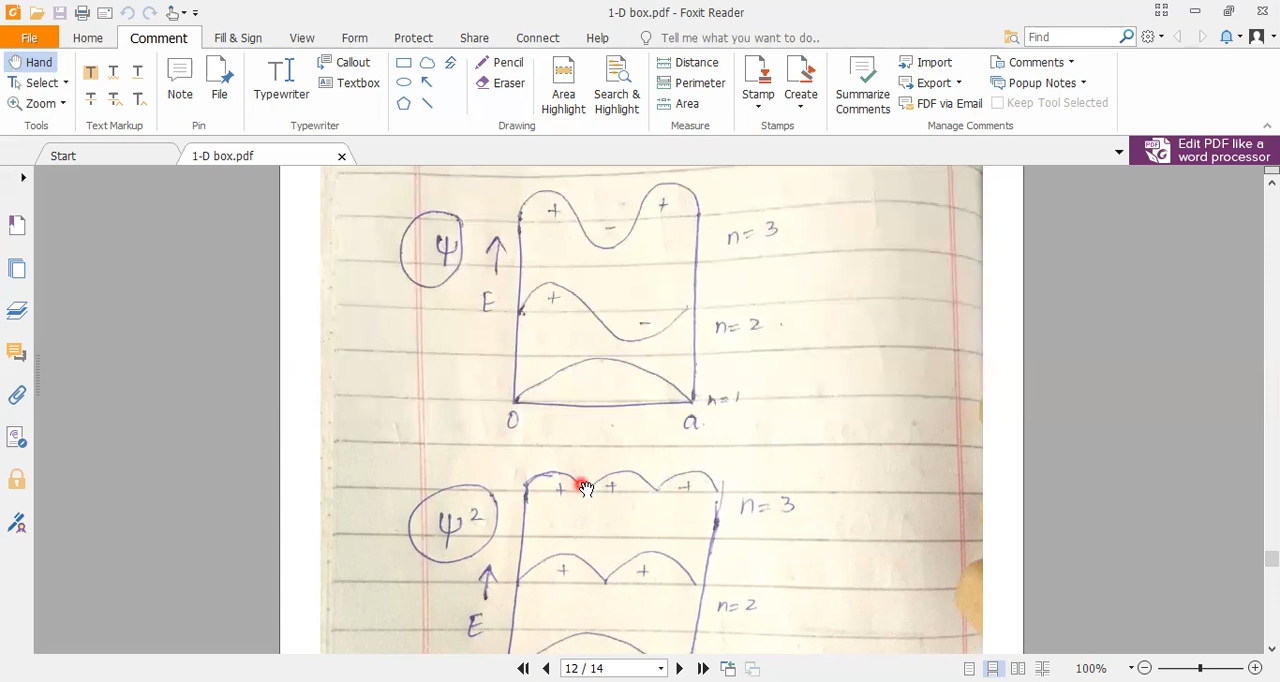 1-D box.pdf - Foxit Reader
File Home Comment Fill & Sign View Form Protect Share Connect Help Tell me what you want to do.. Find
Hand
Select
Zoom
Tools
T T T
T T T
Text Markup
Note
File
Pin
Typewriter
Callout
Textbox
Typewriter
Pencil
Eraser
Area Highlight
Search & Highlight
Drawing
Distance
Perimeter
Area
Measure
Stamp
Create
Stamps
Summarize Comments
Import
Export
FDF via Email
Comments
Popup Notes
Keep Tool Selected
Manage Comments
Start
1-D box.pdf
Edit PDF like a
word processor
+ - +
n = 3
ψ
E
+ -
n = 2
n = 1
0 a
+ + +
n = 3
ψ²
+ +
n = 2
E
12 / 14
100%